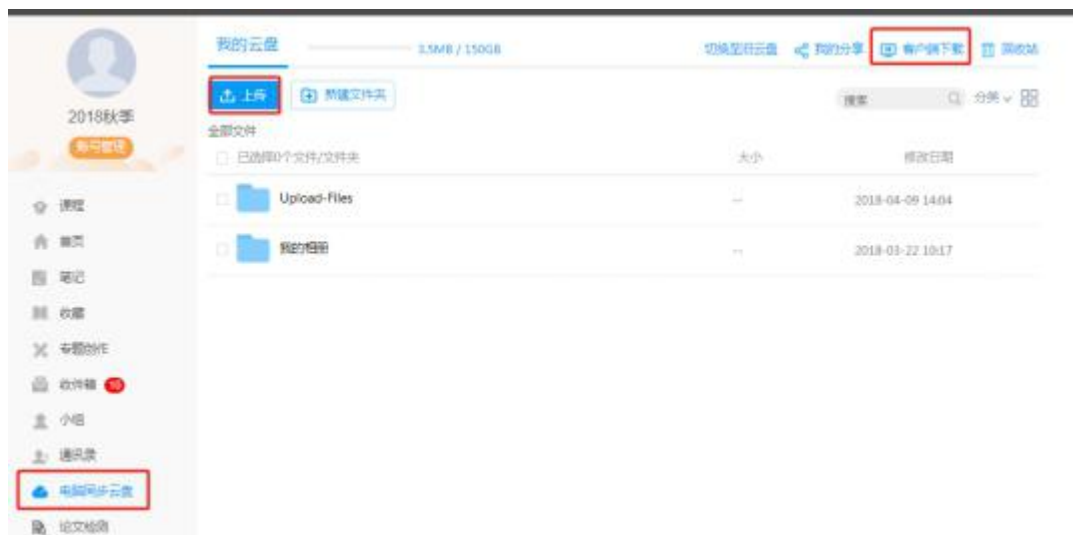 我的云盘
3.5MB / 150GB
切换至旧云盘
我的分享
客户端下载
回收站
上传
新建文件夹
搜索
分类
2018秋季
账号管理
全部文件
已选择0个文件/文件夹
大小
修改日期
Upload-Files
--
2018-04-09 14:04
我的相册
--
2018-03-22 10:17
课程
首页
笔记
收藏
专题创作
收件箱
小组
通讯录
电脑同步云盘
论文检测